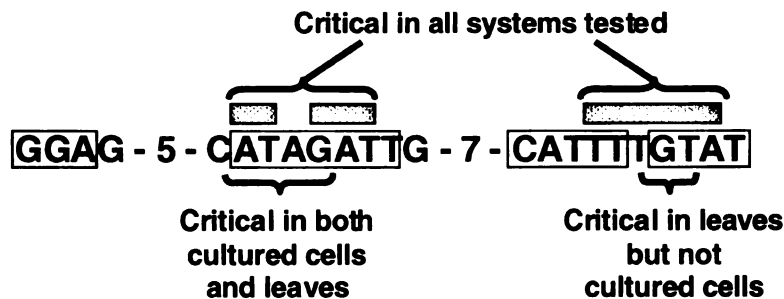 Critical in all systems tested
GGAG - 5 - CATAGATTG - 7 - CATTTTGTAT
Critical in both
cultured cells
and leaves
Critical in leaves
but not
cultured cells